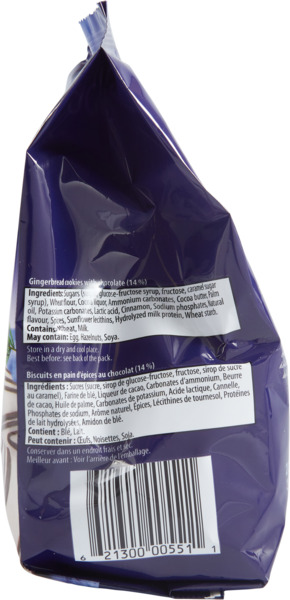 Gingerbread cookies with chocolate (14 %)
Ingredients: Sugars (sugar, glucose-fructose syrup, fructose, caramel sugar
syrup), Wheat flour, Cocoa liquor, Ammonium carbonates, Cocoa butter, Palm
oil, Potassium carbonates, Lactic acid, Cinnamon, Sodium phosphates, Natural
flavour, Spices, Sunflower lecithins, Hydrolyzed milk protein, Wheat starch.
Contains: Wheat, Milk.
May contain: Egg, Hazelnuts, Soya.
Store in a dry and cool place.
Best before: see back of the pack.
Biscuits en pain d'épices au chocolat (14 %)
Ingrédients : Sucres (sucre, sirop de glucose-fructose, fructose, sirop de sucre
au caramel), Farine de blé, Liqueur de cacao, Carbonates d'ammonium, Beurre
de cacao, Huile de palme, Carbonates de potassium, Acide lactique, Cannelle,
Phosphates de sodium, Arôme naturel, Épices, Lécithines de tournesol, Protéines
de lait hydrolysées, Amidon de blé.
Contient : Blé, Lait.
Peut contenir : Œufs, Noisettes, Soja.
Conserver dans un endroit frais et sec.
Meilleur avant : Voir l'arrière de l'emballage.
6 21300 00551 1